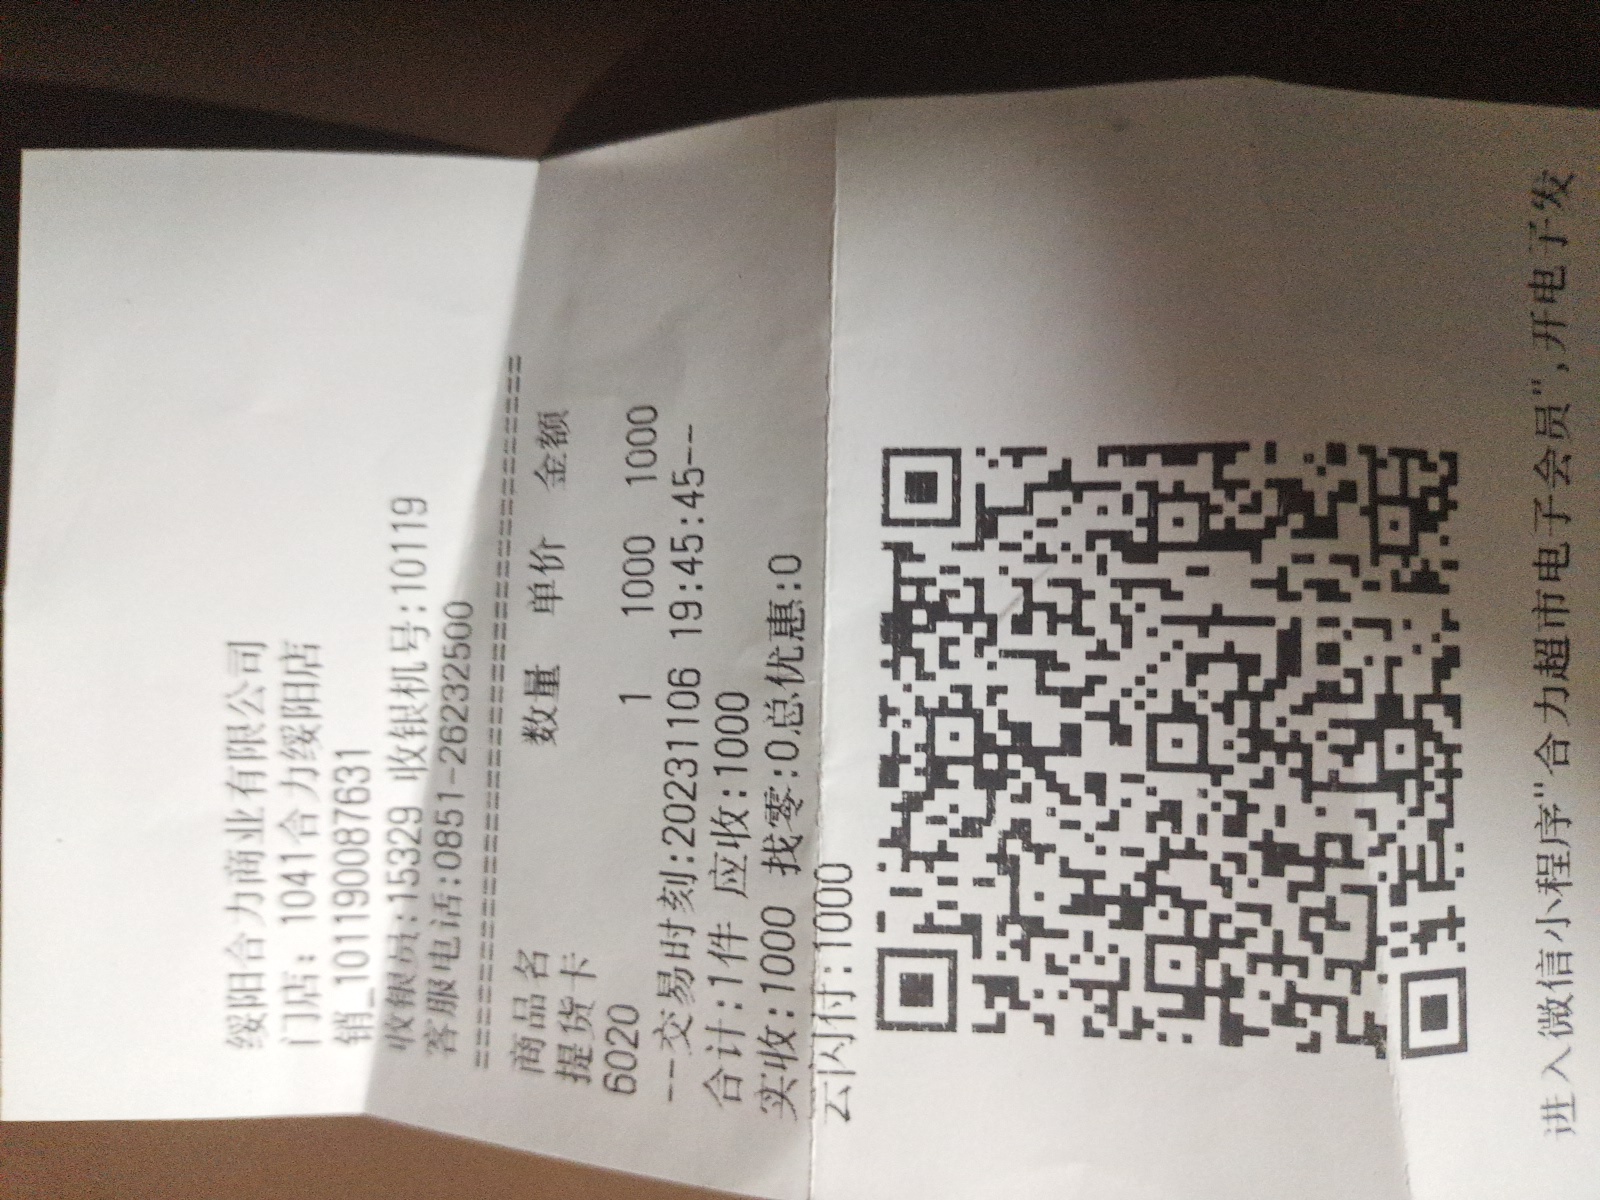 绥阳合力商业有限公司
门店: 1041合力绥阳店
销_1011900087631
收银员:15329 收银机号:10119
客服电话:0851-26232500
==========================================
商品名 数量 单价 金额
提货卡
6020 1 1000 1000
--交易时刻:20231106 19:45:45--
合计:1件 应收:1000
实收:1000 找零:0总优惠:0
云闪付:1000
进入微信小程序"合力超市电子会员",开电子发